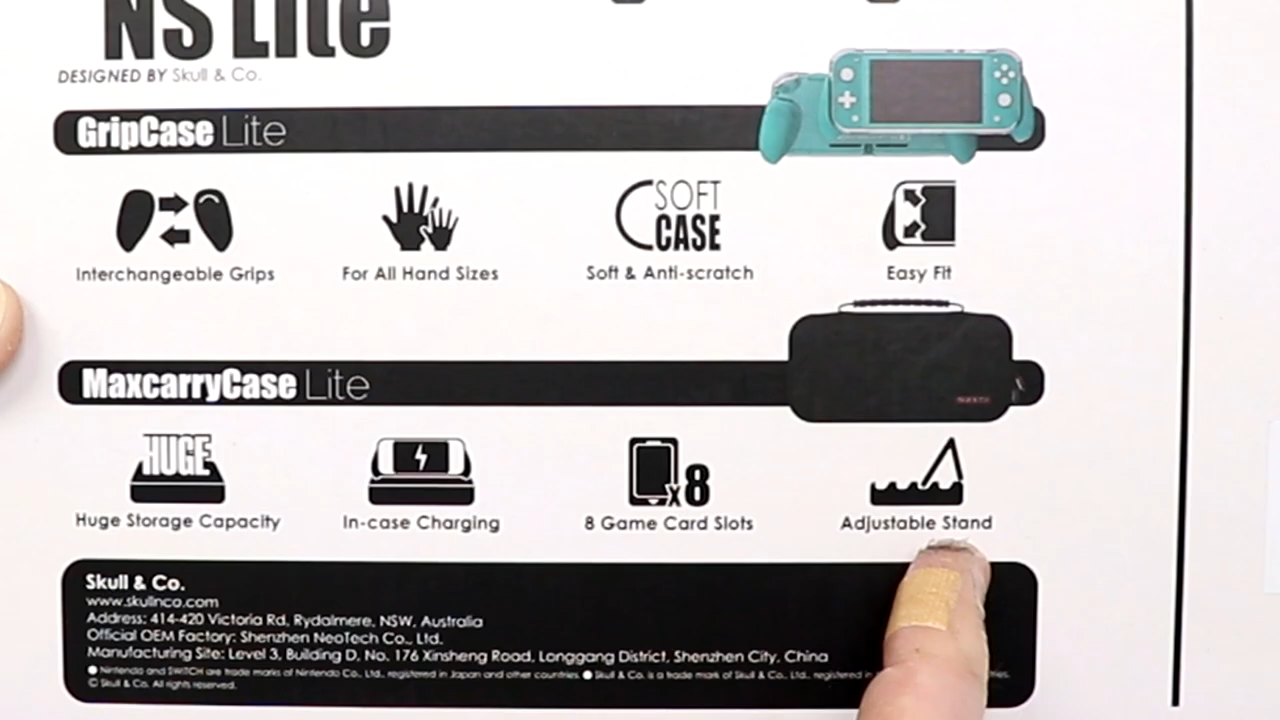 NS Lite
DESIGNED BY Skull & Co.
GripCase Lite
SOFT
CASE
Interchangeable Grips
For All Hand Sizes
Soft & Anti-scratch
Easy Fit
MaxcarryCase Lite
HUGE
x8
Huge Storage Capacity
In-case Charging
8 Game Card Slots
Adjustable Stand
Skull & Co.
www.skullnco.com
Address: 414-420 Victoria Rd, Rydalmere, NSW, Australia
Official OEM Factory: Shenzhen NeoTech Co., Ltd.
Manufacturing Site: Level 3, Building D, No. 176 Xinsheng Road, Longgang District, Shenzhen City, China
Nintendo and SWITCH are trade marks of Nintendo Co., Ltd., registered in Japan and other countries. Skull & Co. is a trade mark of Skull & Co., Ltd., registered in
© Skull & Co. All rights reserved.